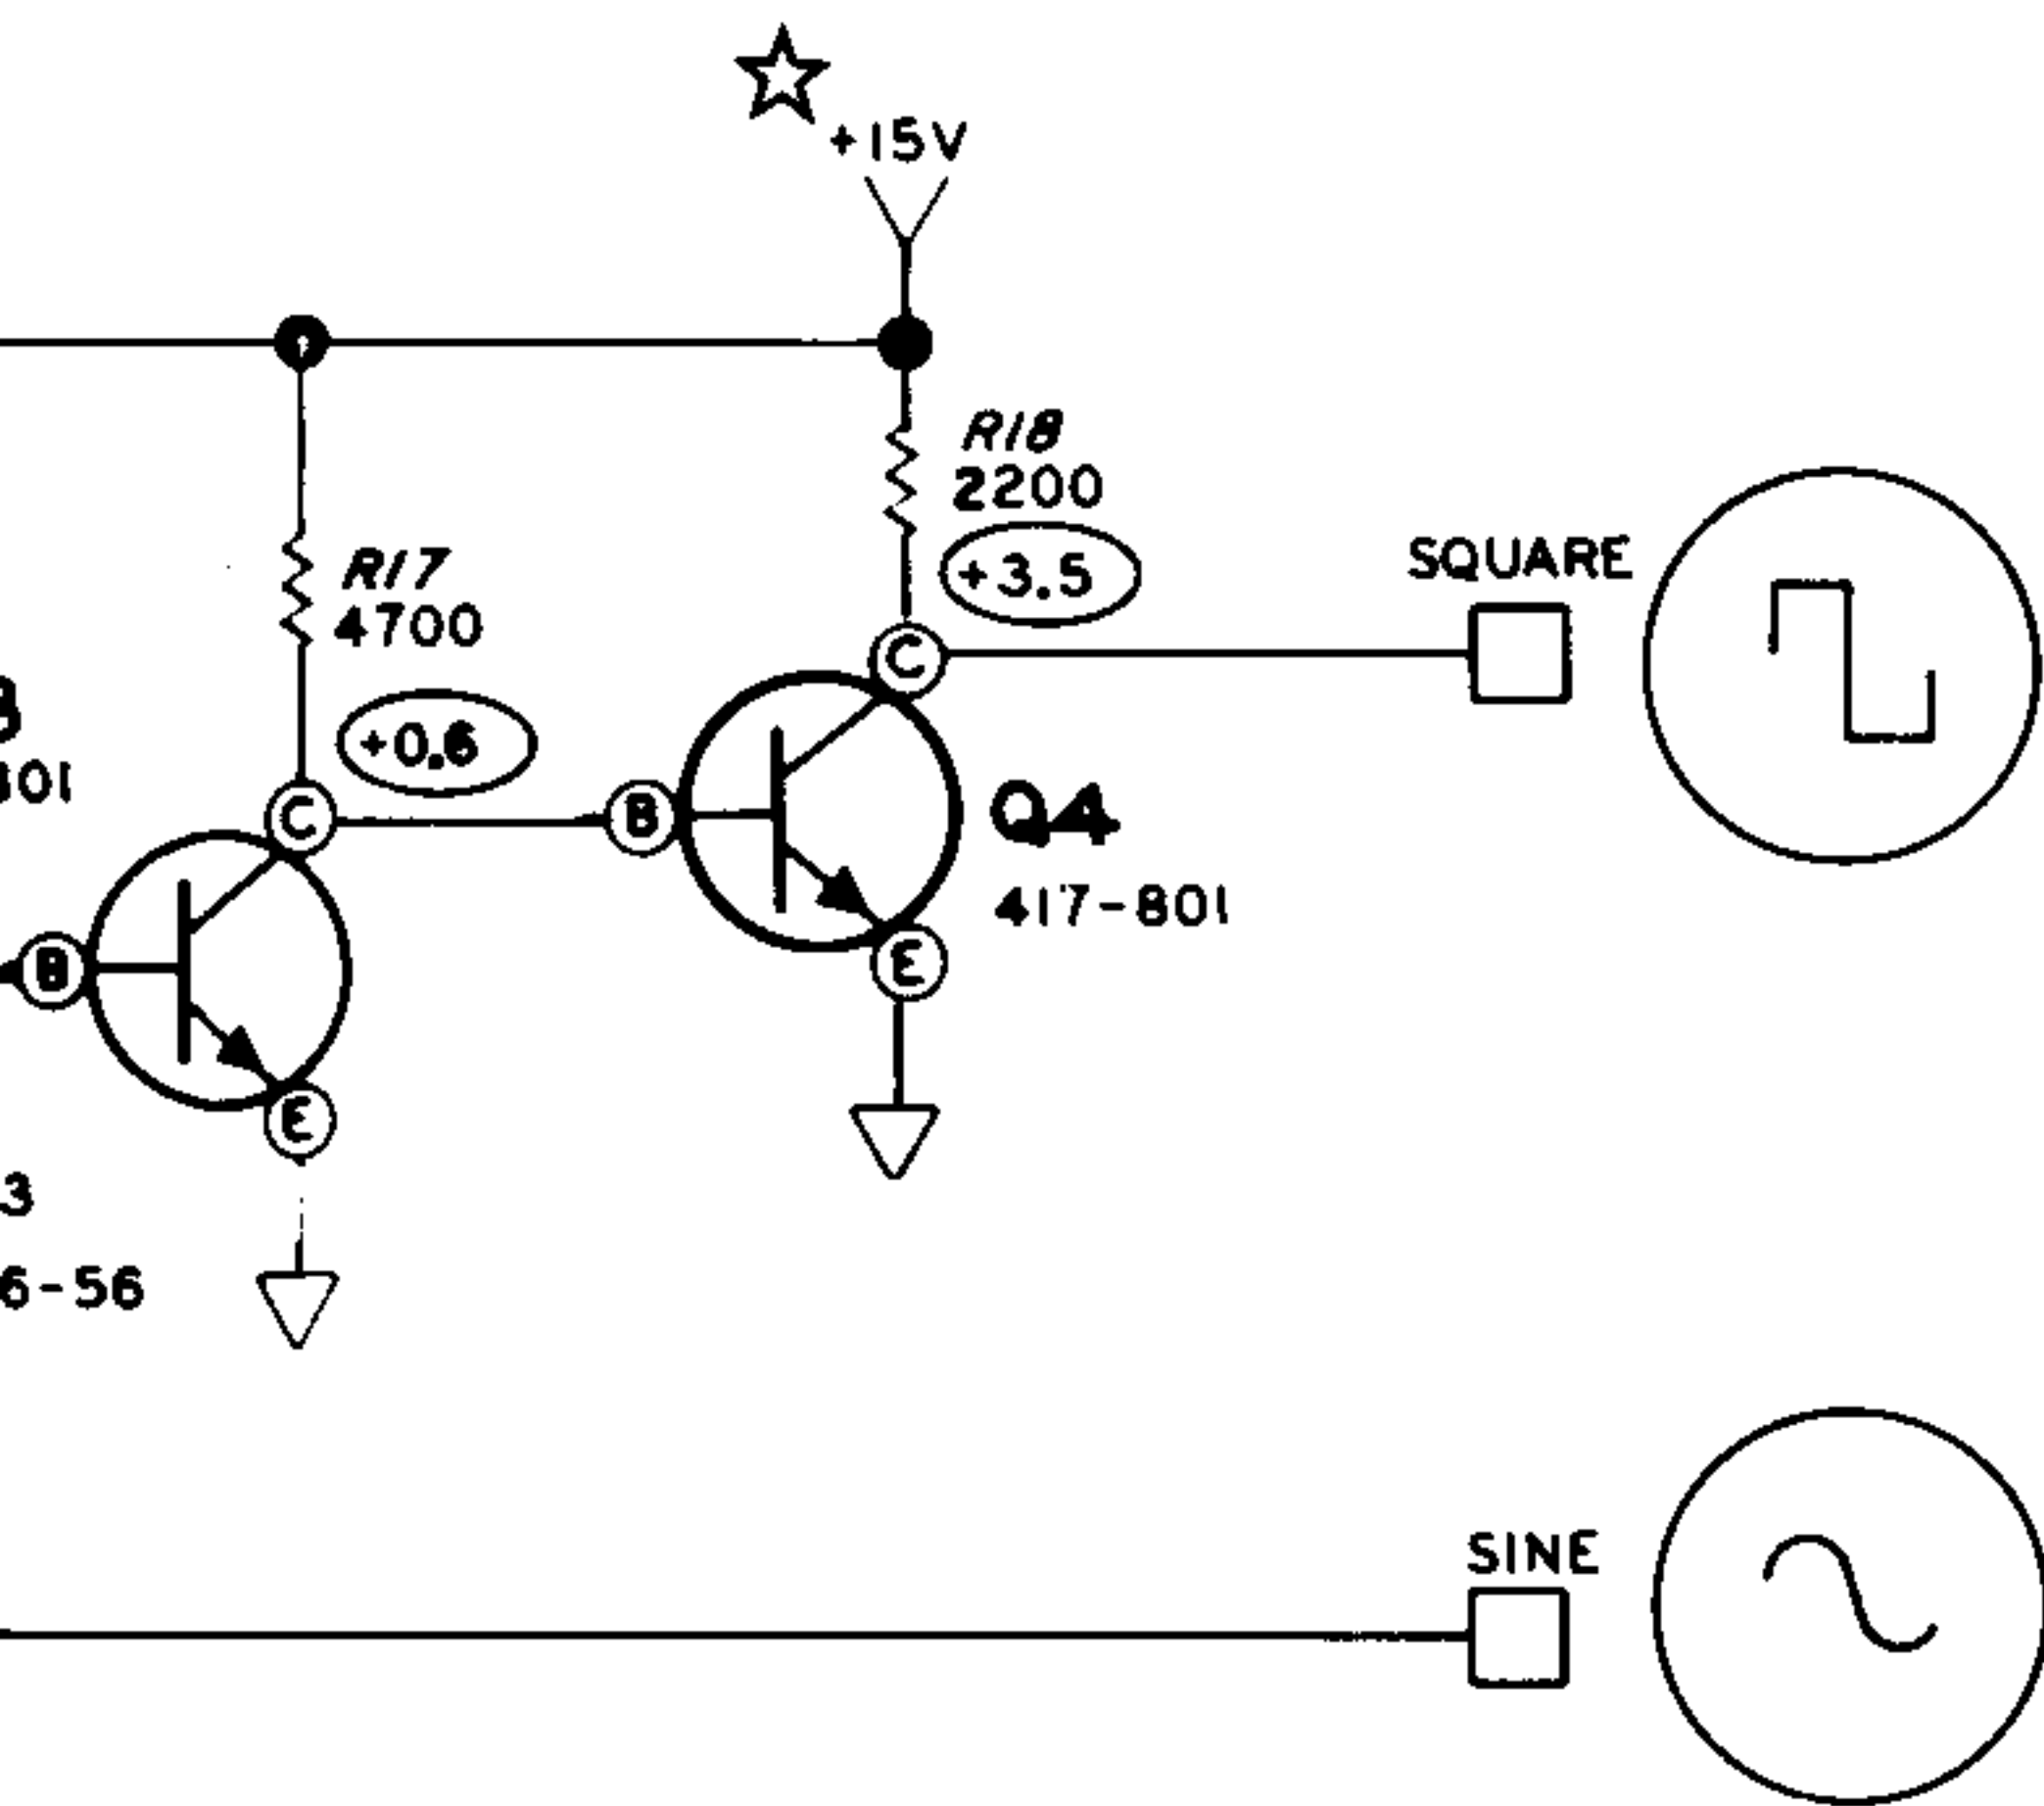 +15V
R18
2200
+3.5
R17
4700
SQUARE
+0.6
C
C
B
Q4
417-801
B
E
E
3
6-56
SINE